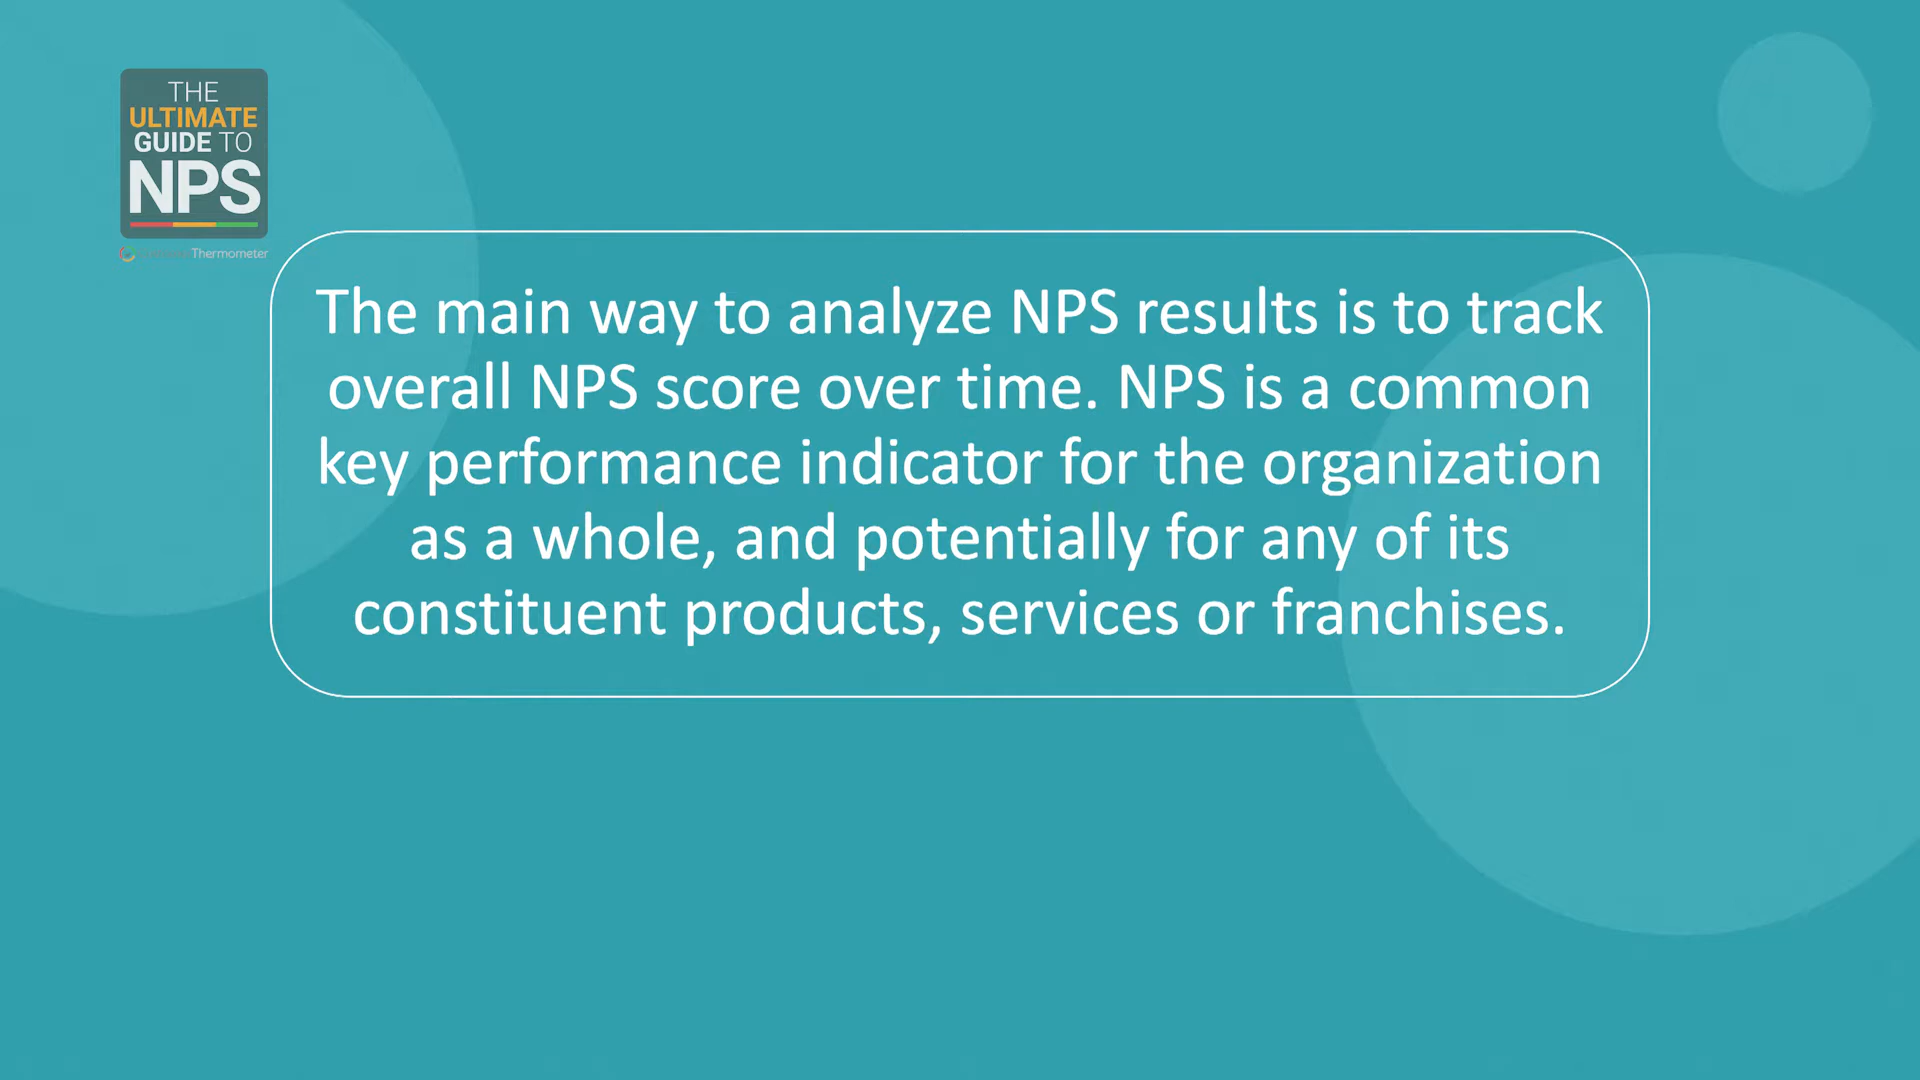 THE
ULTIMATE
GUIDE TO
NPS
Thermometer
The main way to analyze NPS results is to track
overall NPS score over time. NPS is a common
key performance indicator for the organization
as a whole, and potentially for any of its
constituent products, services or franchises.